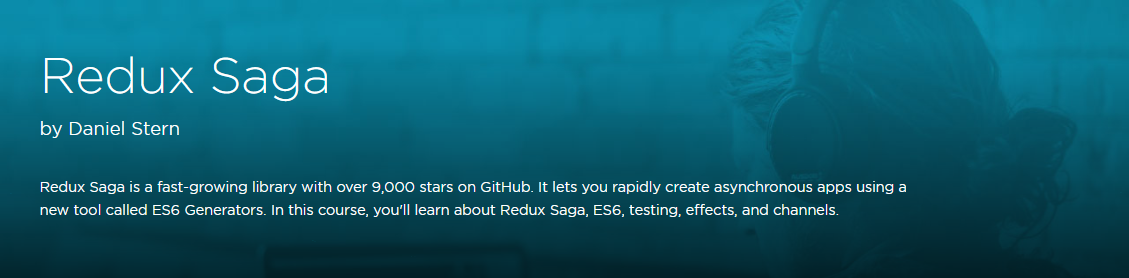 Redux Saga
by Daniel Stern
Redux Saga is a fast-growing library with over 9,000 stars on GitHub. It lets you rapidly create asynchronous apps using a
new tool called ES6 Generators. In this course, you'll learn about Redux Saga, ES6, testing, effects, and channels.